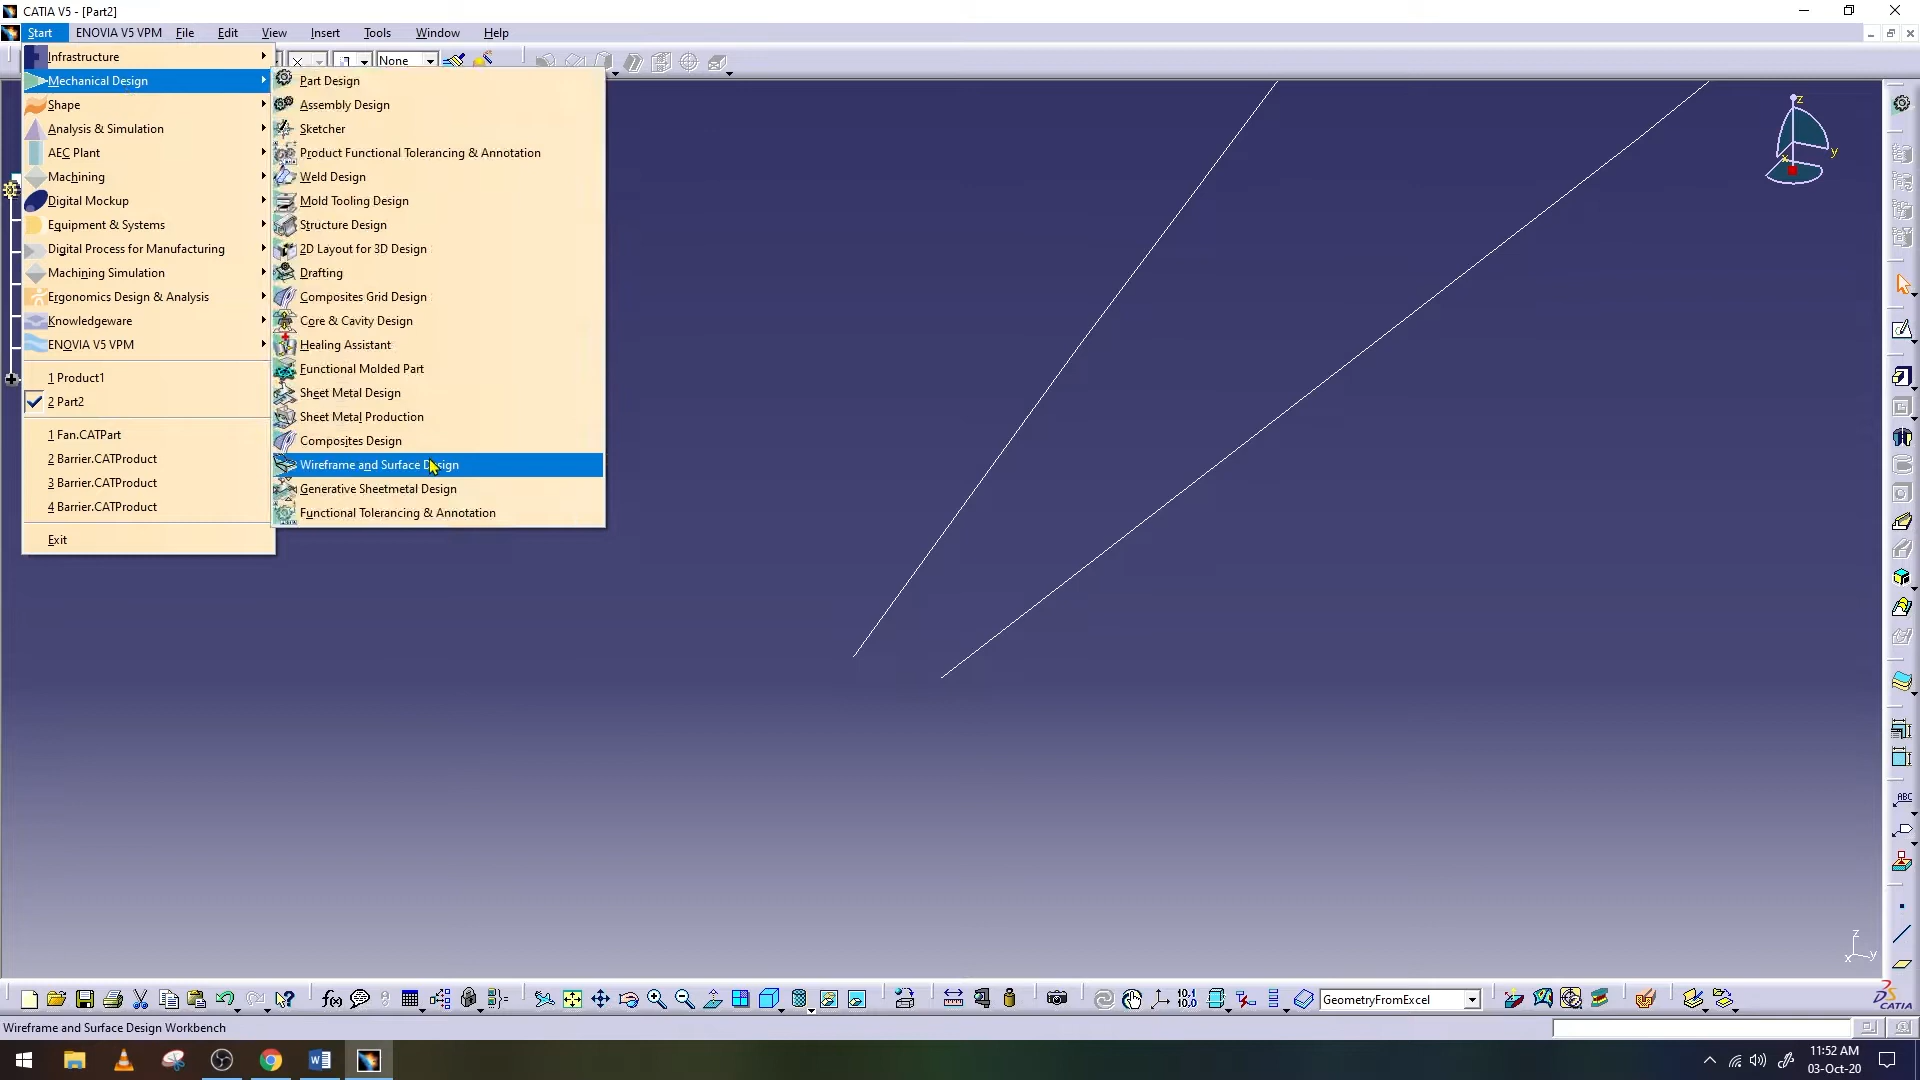 CATIA V5 - [Part2]
Start ENOVIA V5 VPM File Edit View Insert Tools Window Help
None
Infrastructure
Mechanical Design
Shape
Analysis & Simulation
AEC Plant
Machining
Digital Mockup
Equipment & Systems
Digital Process for Manufacturing
Machining Simulation
Ergonomics Design & Analysis
Knowledgeware
ENOVIA V5 VPM
1 Product1
2 Part2
1 Fan.CATPart
2 Barrier.CATProduct
3 Barrier.CATProduct
4 Barrier.CATProduct
Exit
Part Design
Assembly Design
Sketcher
Product Functional Tolerancing & Annotation
Weld Design
Mold Tooling Design
Structure Design
2D Layout for 3D Design
Drafting
Composites Grid Design
Core & Cavity Design
Healing Assistant
Functional Molded Part
Sheet Metal Design
Sheet Metal Production
Composites Design
Wireframe and Surface Design
Generative Sheetmetal Design
Functional Tolerancing & Annotation
z
y
x
ABC
z
x y
f(x)
10,1
10,0
GeometryFromExcel
CATIA
Wireframe and Surface Design Workbench
11:52 AM
03-Oct-20